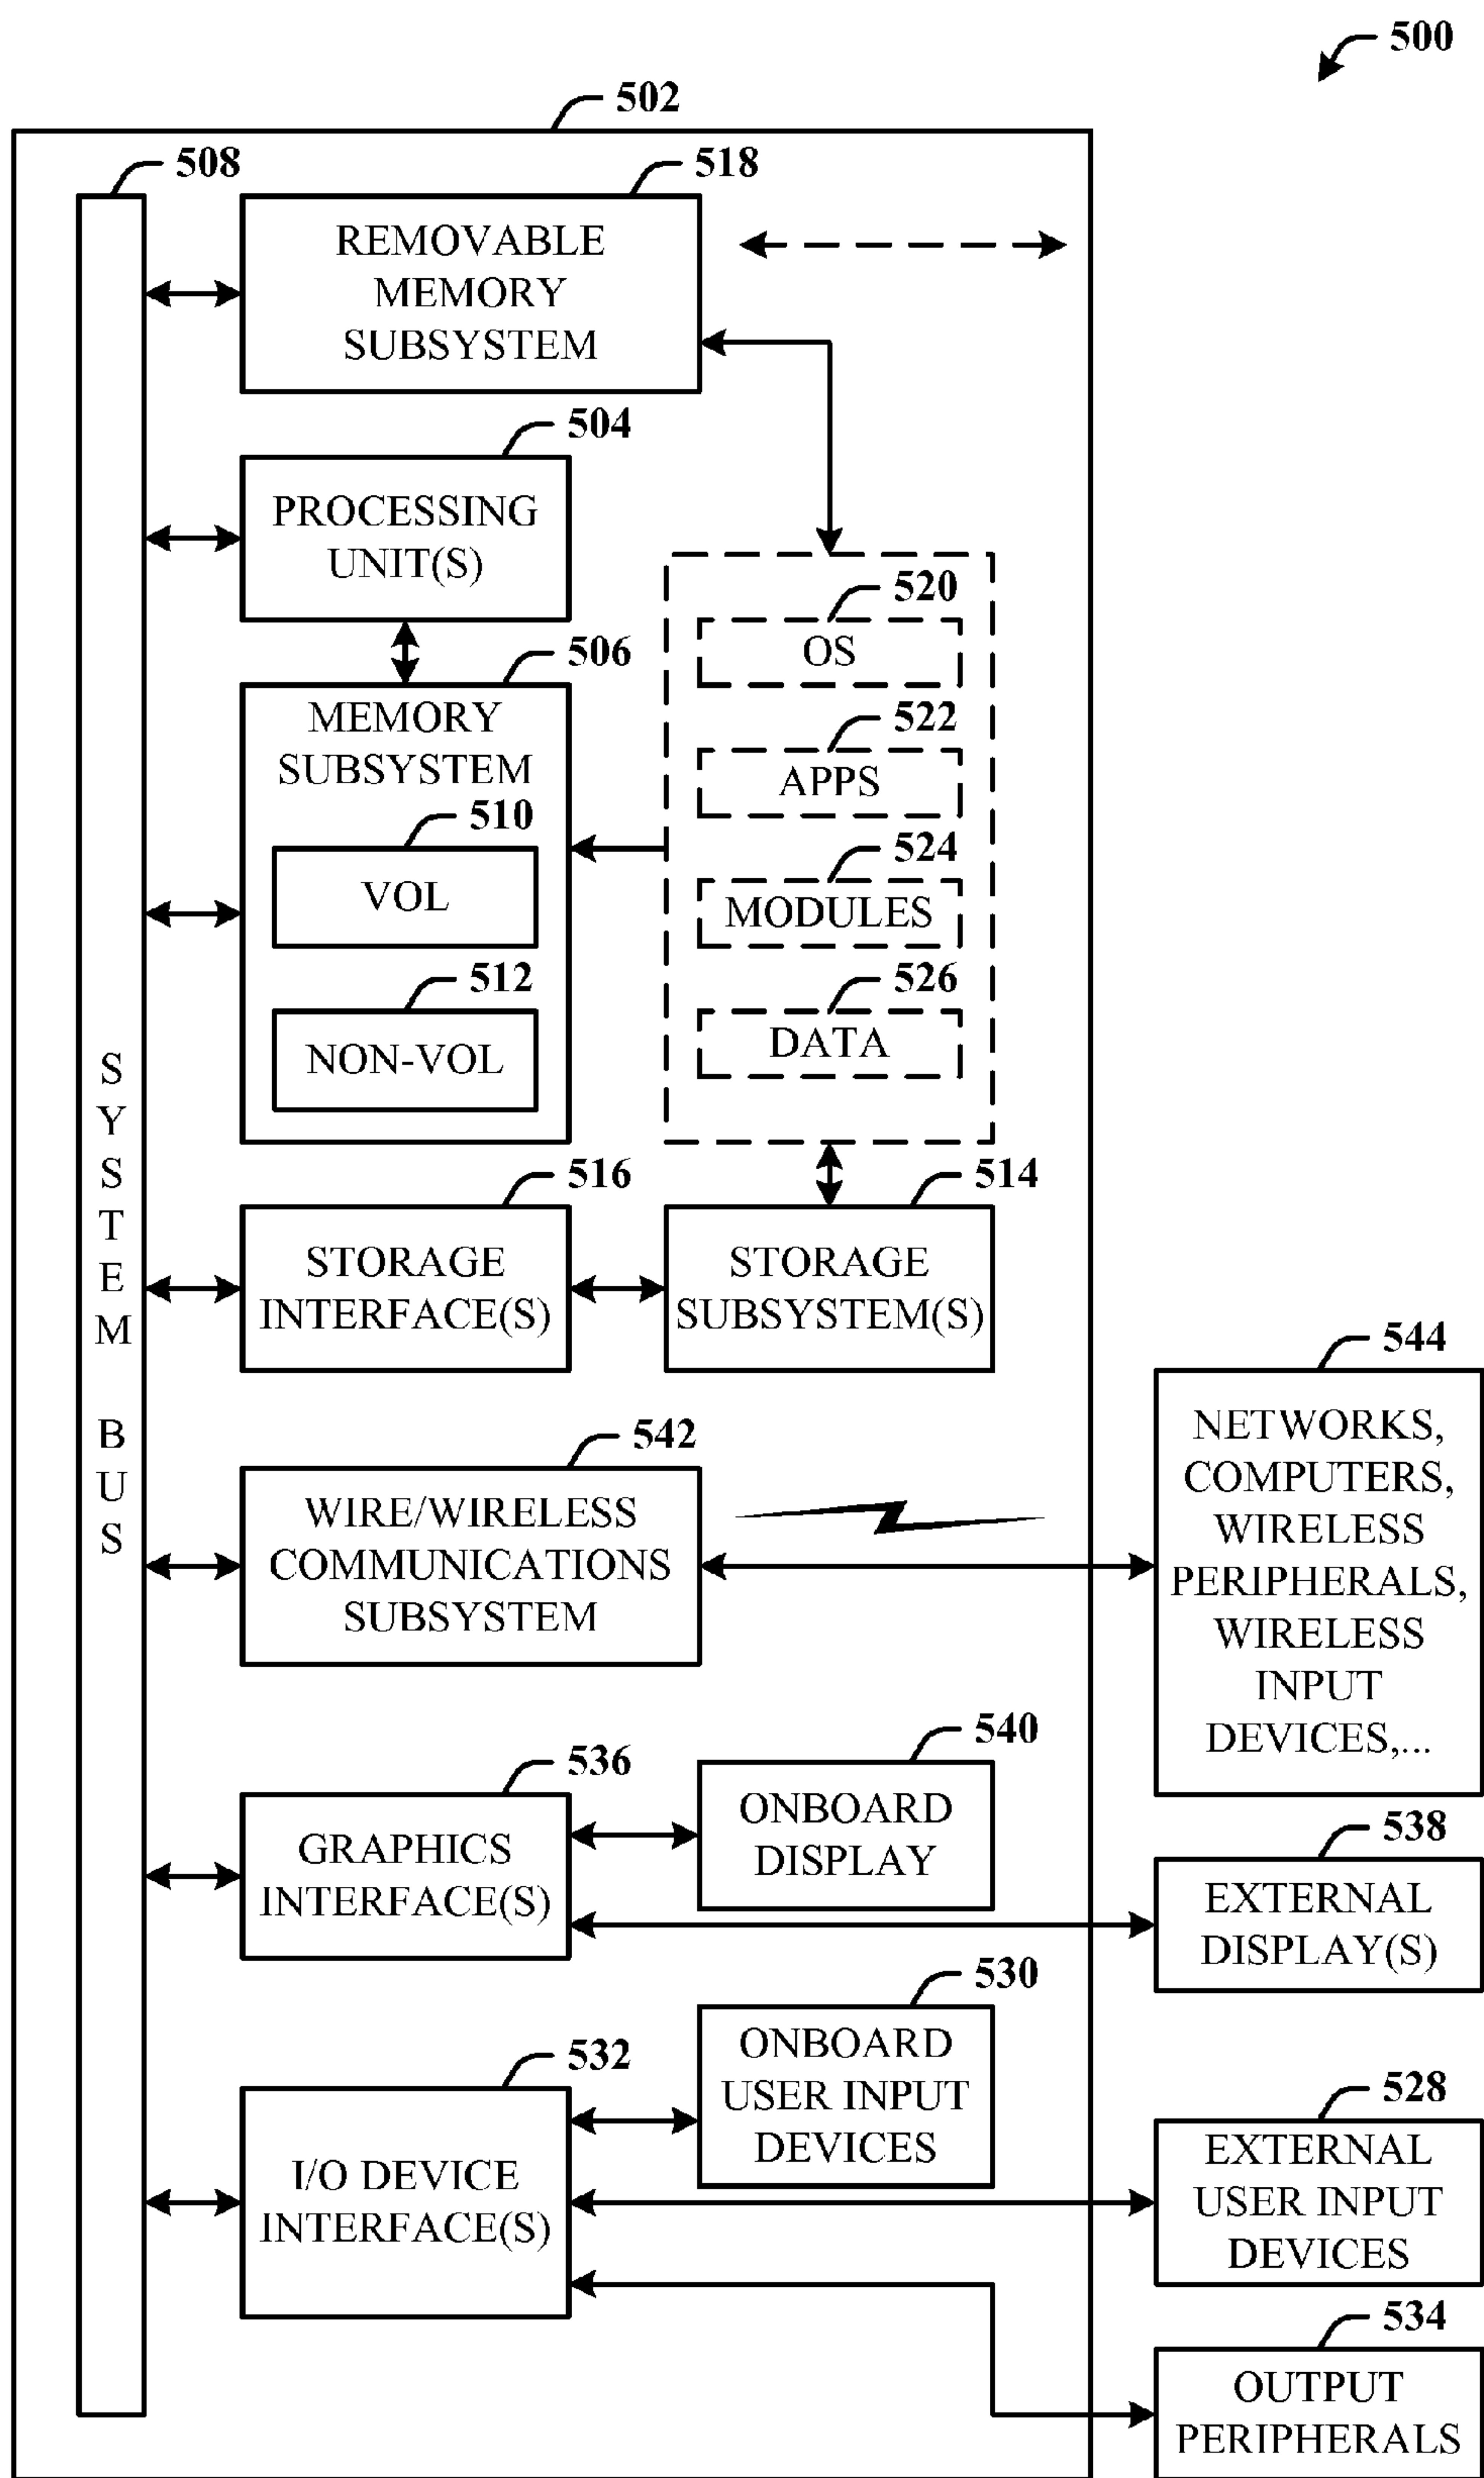 500
502
508
518
REMOVABLE
MEMORY
SUBSYSTEM
504
PROCESSING
UNIT(S)
506
MEMORY
SUBSYSTEM
510
VOL
512
NON-VOL
520
OS
522
APPS
524
MODULES
526
DATA
SYSTEM BUS
516
STORAGE
INTERFACE(S)
514
STORAGE
SUBSYSTEM(S)
542
WIRE/WIRELESS
COMMUNICATIONS
SUBSYSTEM
544
NETWORKS,
COMPUTERS,
WIRELESS
PERIPHERALS,
WIRELESS
INPUT
DEVICES,...
536
GRAPHICS
INTERFACE(S)
540
ONBOARD
DISPLAY
538
EXTERNAL
DISPLAY(S)
532
I/O DEVICE
INTERFACE(S)
530
ONBOARD
USER INPUT
DEVICES
528
EXTERNAL
USER INPUT
DEVICES
534
OUTPUT
PERIPHERALS